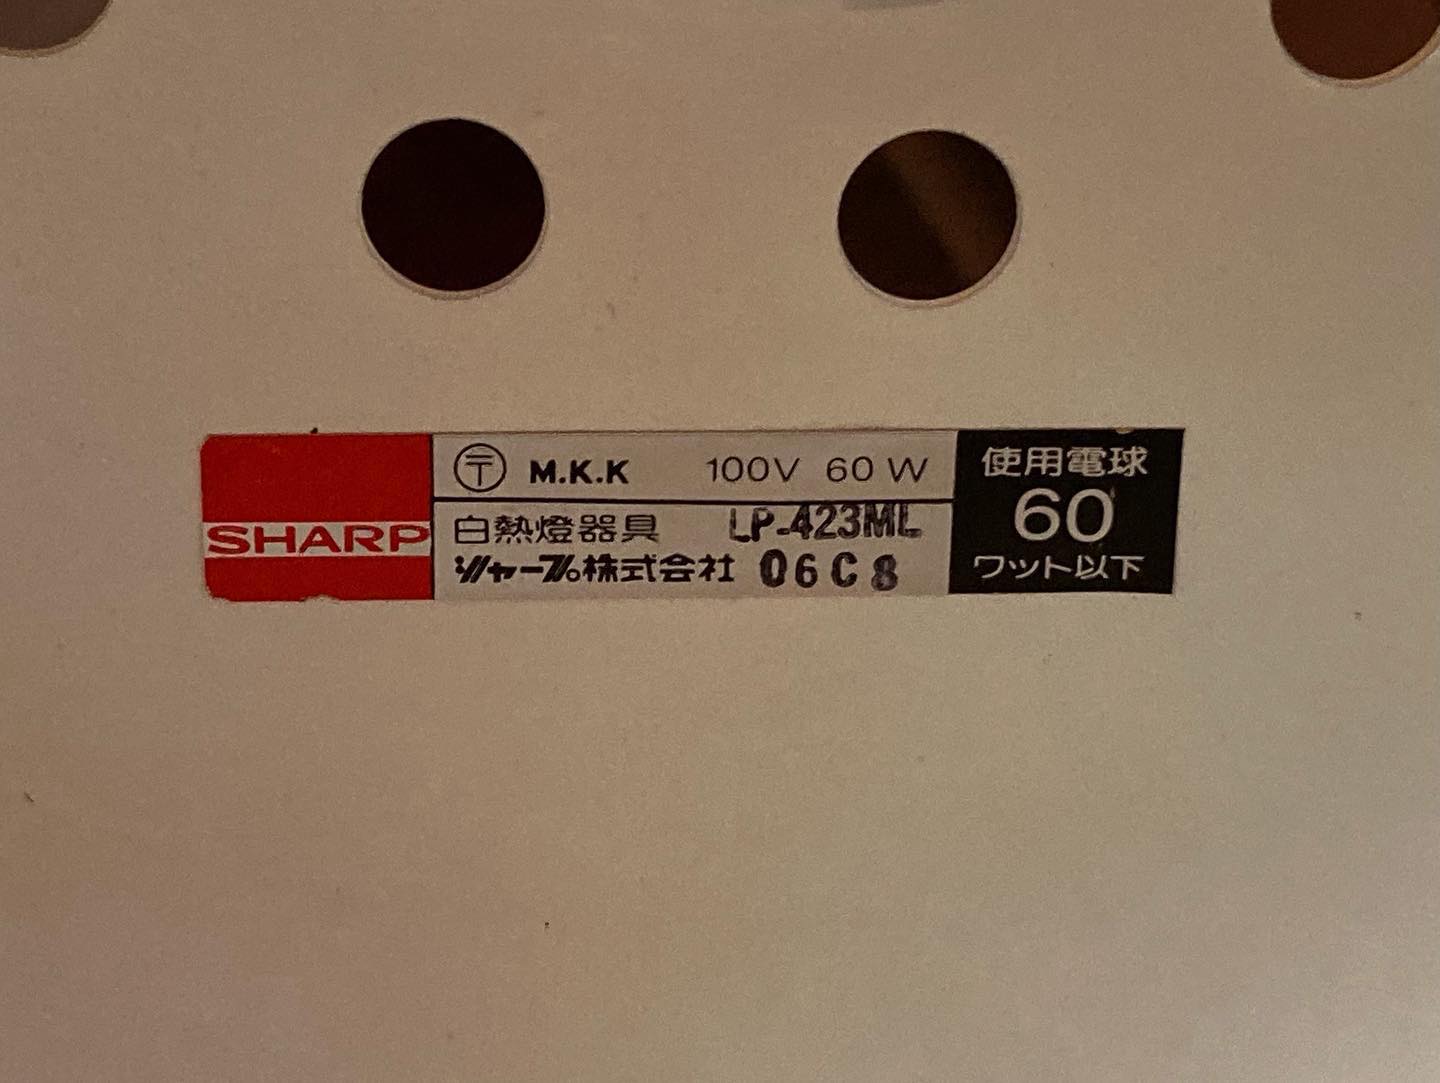 SHARP
〒 M.K.K 100V 60W
白熱燈器具 LP-423ML
シャープ株式会社 06C8
使用電球
60
ワット以下